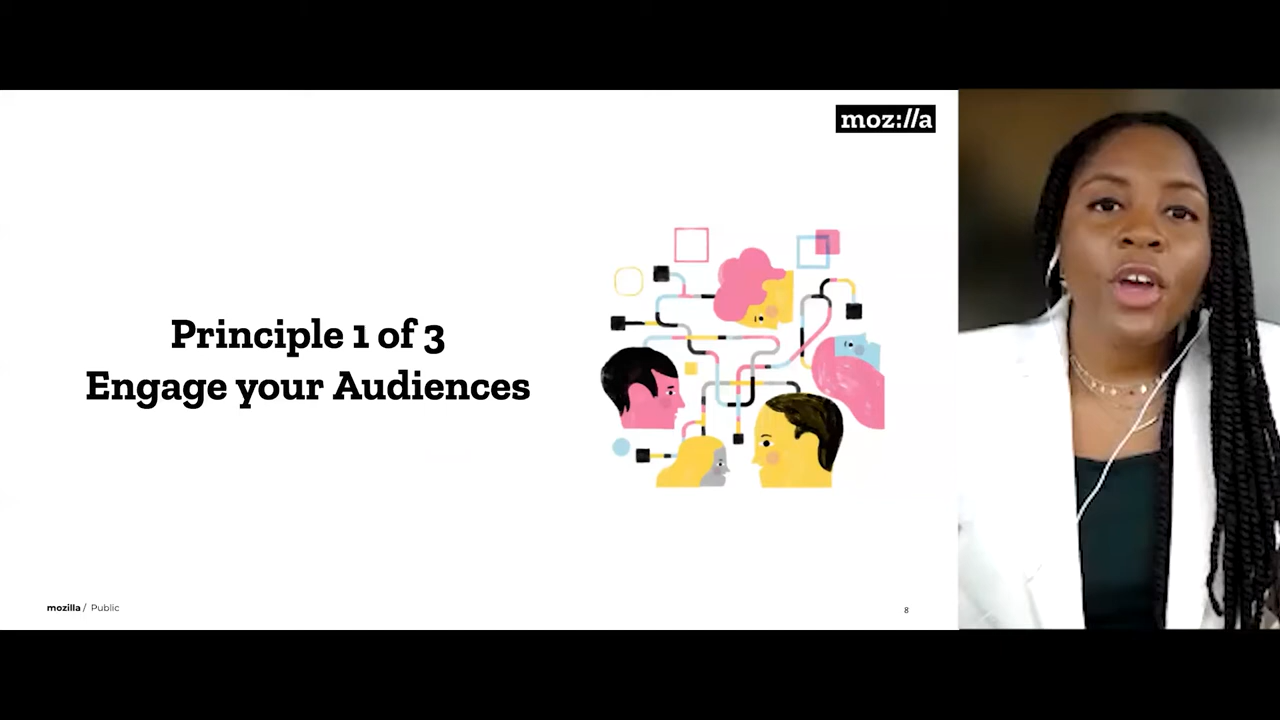 moz://a
Principle 1 of 3
Engage your Audiences
mozilla / Public
8